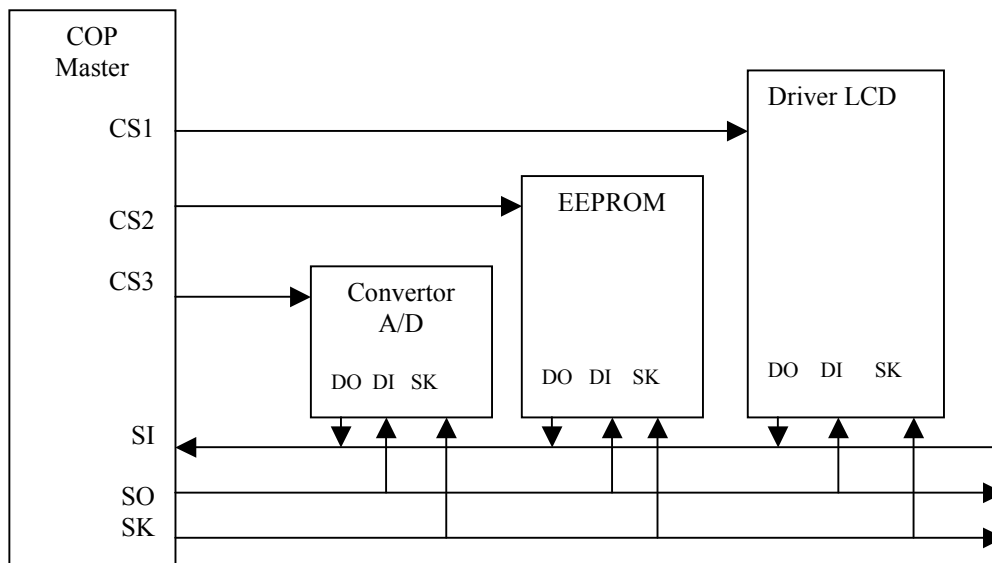 COP
Master
CS1
CS2
CS3
SI
SO
SK
Driver LCD
DO DI SK
EEPROM
DO DI SK
Convertor
A/D
DO DI SK